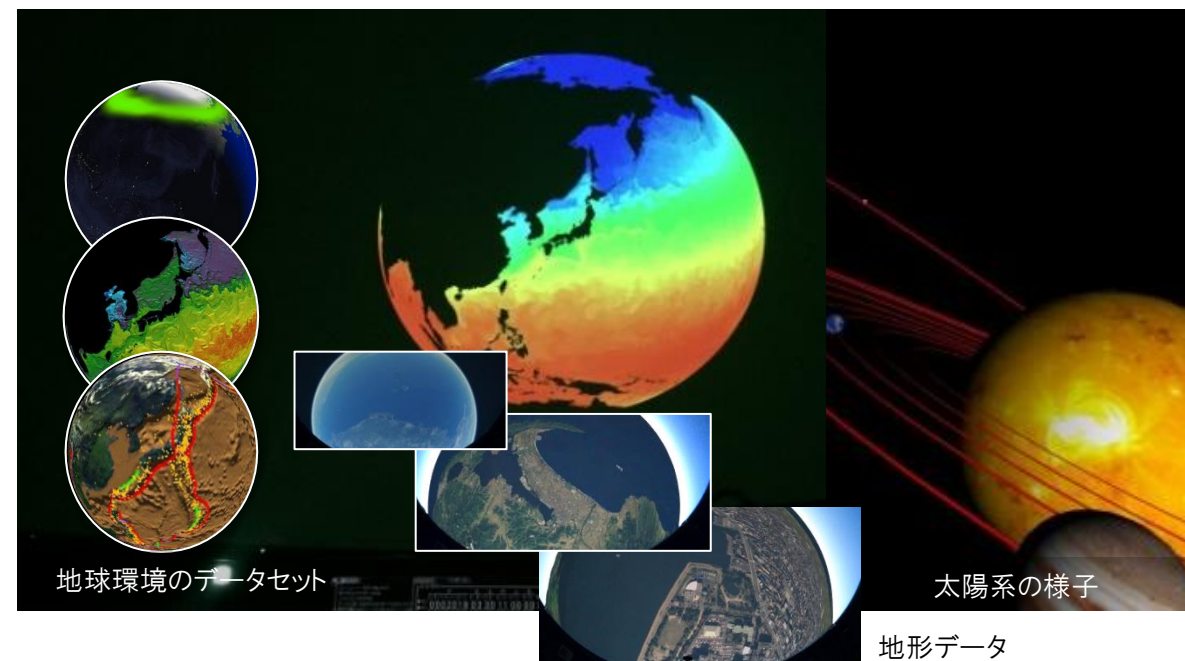 地球環境のデータセット
太陽系の様子
地形データ